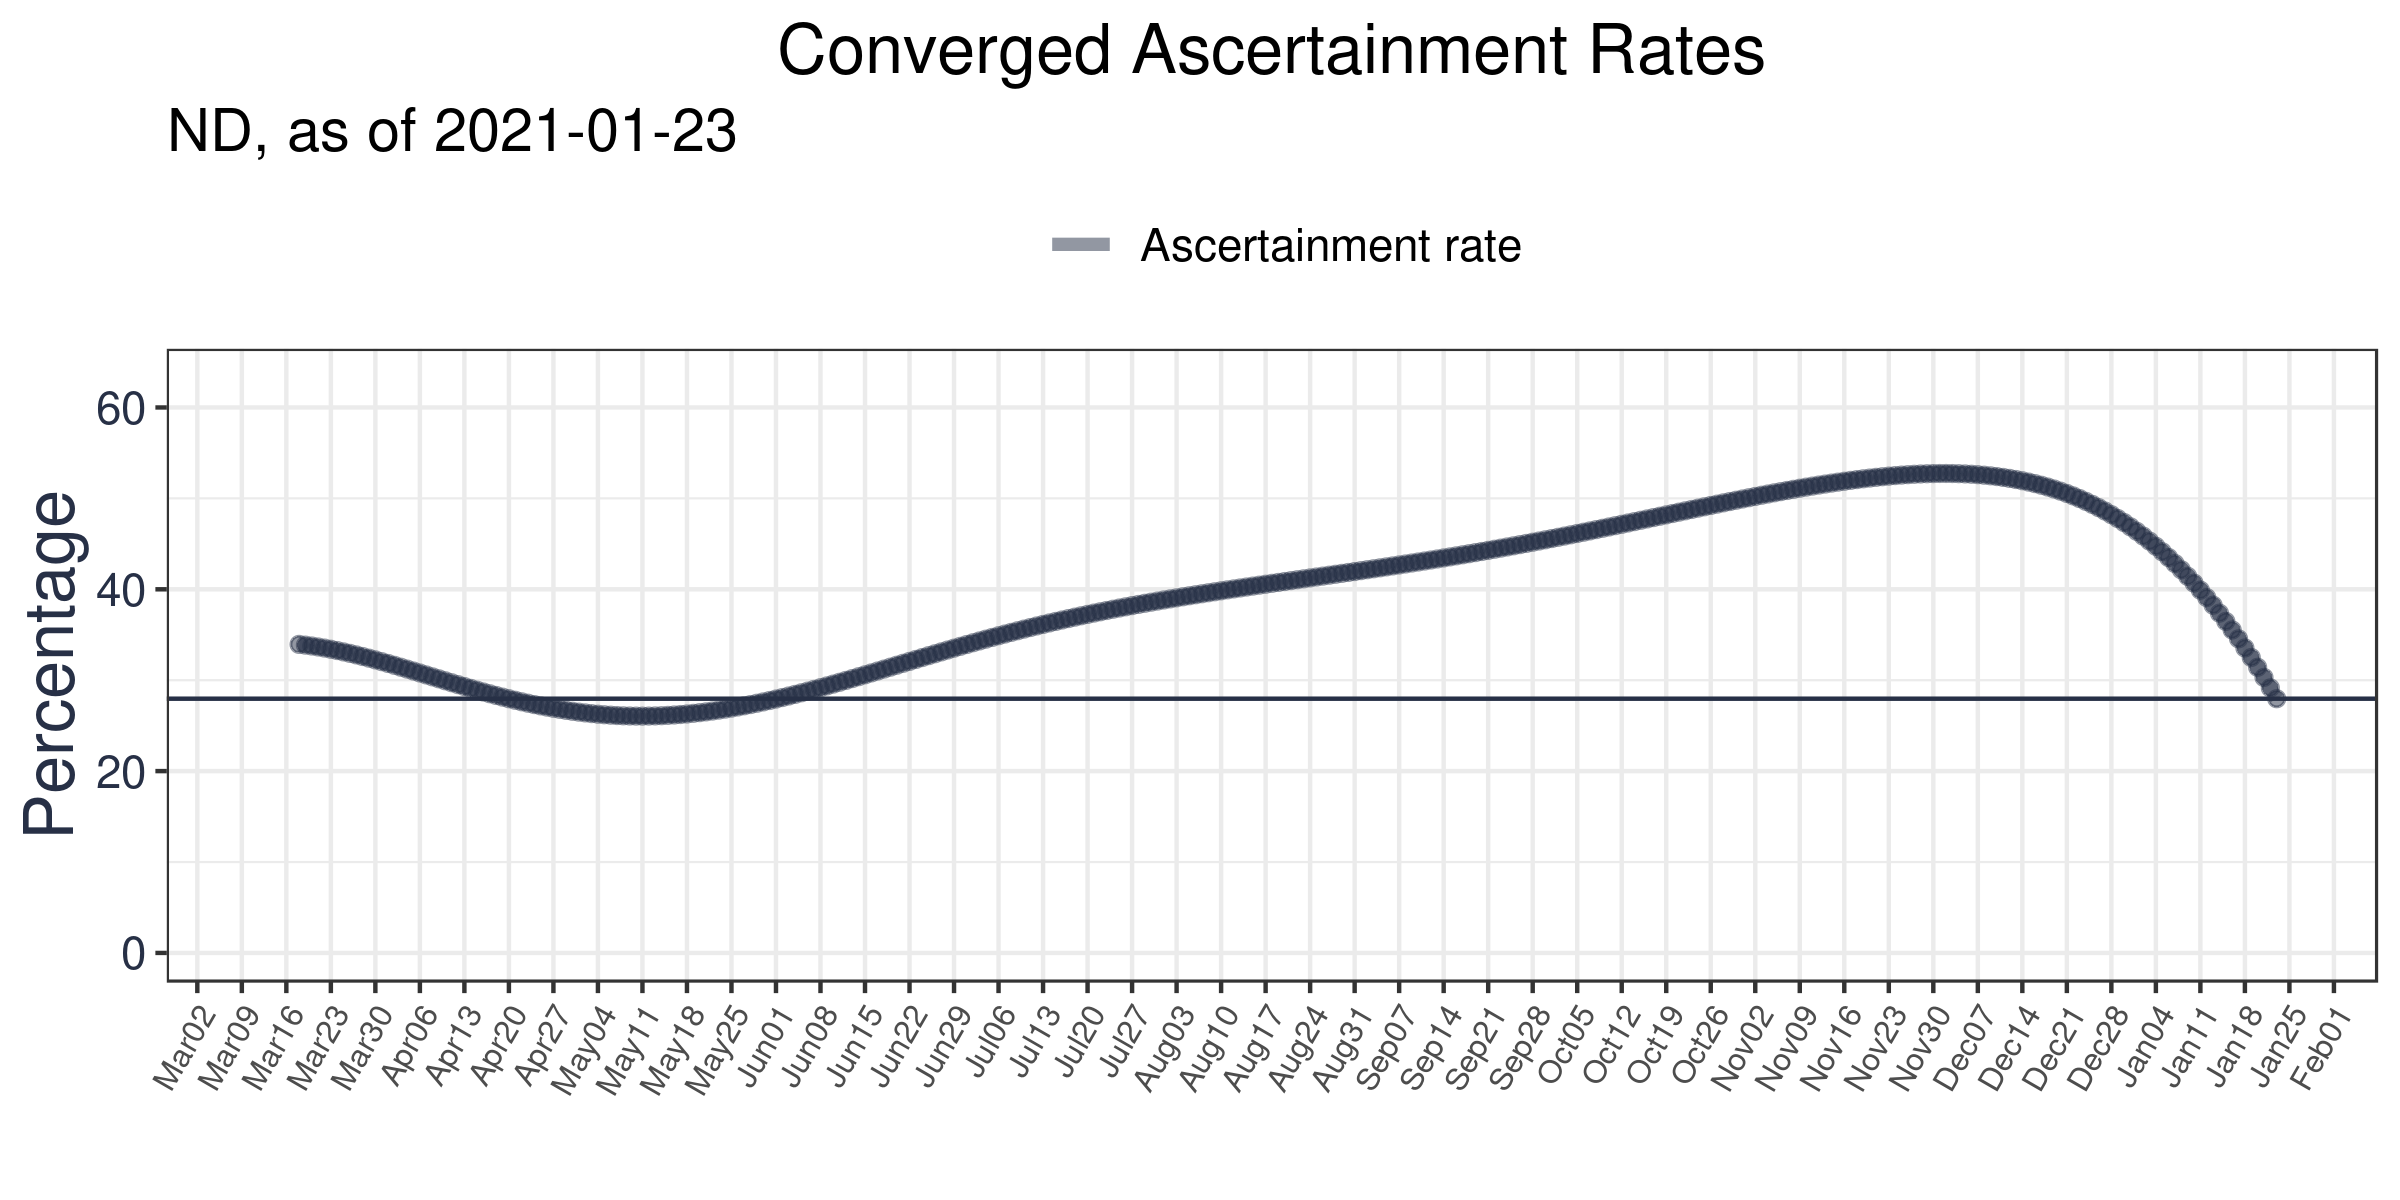 Converged Ascertainment Rates
ND, as of 2021-01-23
Ascertainment rate
Percentage
60
40
20
0
Mar02 Mar09 Mar16 Mar23 Mar30 Apr06 Apr13 Apr20 Apr27 May04 May11 May18 May25 Jun01 Jun08 Jun15 Jun22 Jun29 Jul06 Jul13 Jul20 Jul27 Aug03 Aug10 Aug17 Aug24 Aug31 Sep07 Sep14 Sep21 Sep28 Oct05 Oct12 Oct19 Oct26 Nov02 Nov09 Nov16 Nov23 Nov30 Dec07 Dec14 Dec21 Dec28 Jan04 Jan11 Jan18 Jan25 Feb01